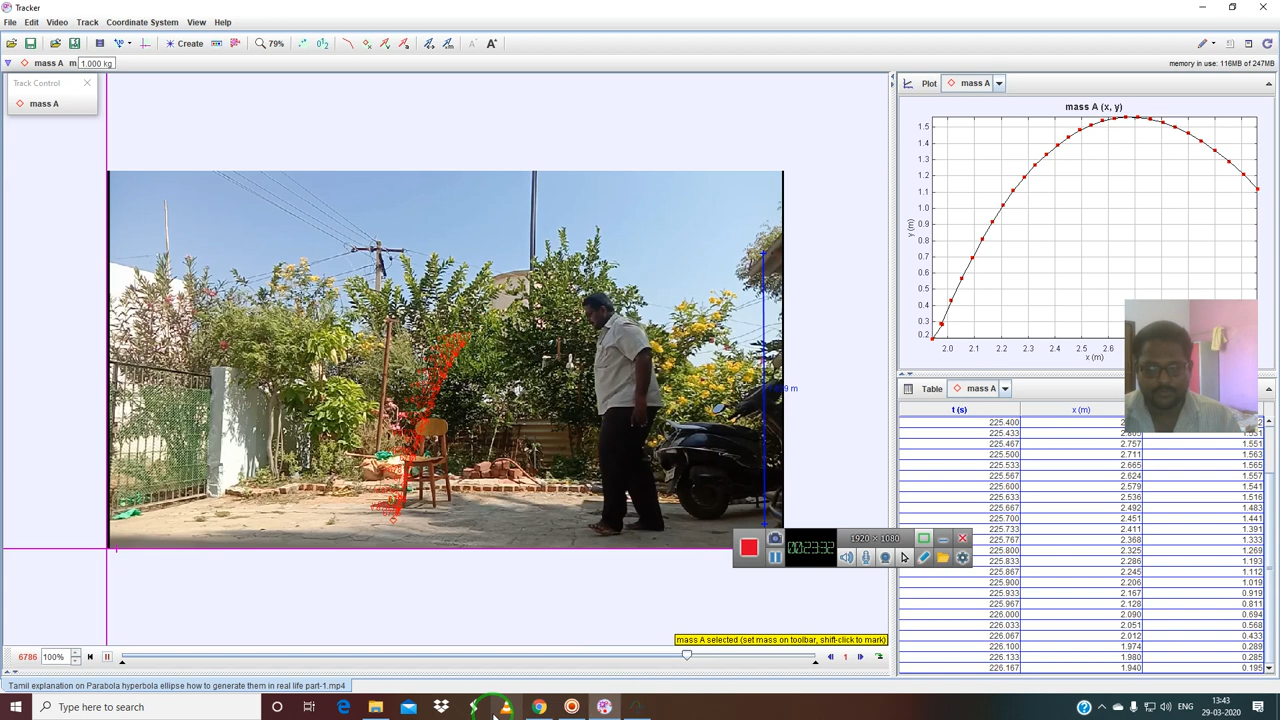 Tracker
File Edit Video Track Coordinate System View Help
Create 79%
mass A m 1.000 kg memory in use: 116MB of 247MB
Track Control
mass A
Plot mass A
mass A (x, y)
1.5
1.4
1.3
1.2
1.1
1.0
0.9
0.8
0.7
0.6
0.5
0.4
0.3
0.2
y (m)
2.0 2.1 2.2 2.3 2.4 2.5 2.6
x (m)
Table mass A
t (s) x (m)
225.400
225.433 1.531
225.467 2.757 1.551
225.500 2.711 1.563
225.533 2.665 1.565
225.567 2.624 1.557
225.600 2.579 1.541
225.633 2.536 1.516
225.667 2.492 1.483
225.700 2.451 1.441
225.733 2.411 1.391
225.767 2.368 1.333
225.800 2.325 1.269
225.833 2.286 1.193
225.867 2.245 1.112
225.900 2.206 1.019
225.933 2.167 0.919
225.967 2.128 0.811
226.000 2.090 0.694
226.033 2.051 0.568
226.067 2.012 0.433
226.100 1.974 0.289
226.133 1.980 0.285
226.167 1.940 0.195
1920 × 1080
00:23:32
mass A selected (set mass on toolbar, shift-click to mark)
6786 100% 1
Tamil explanation on Parabola hyperbola ellipse how to generate them in real life part-1.mp4
Type here to search
13:43
29-03-2020